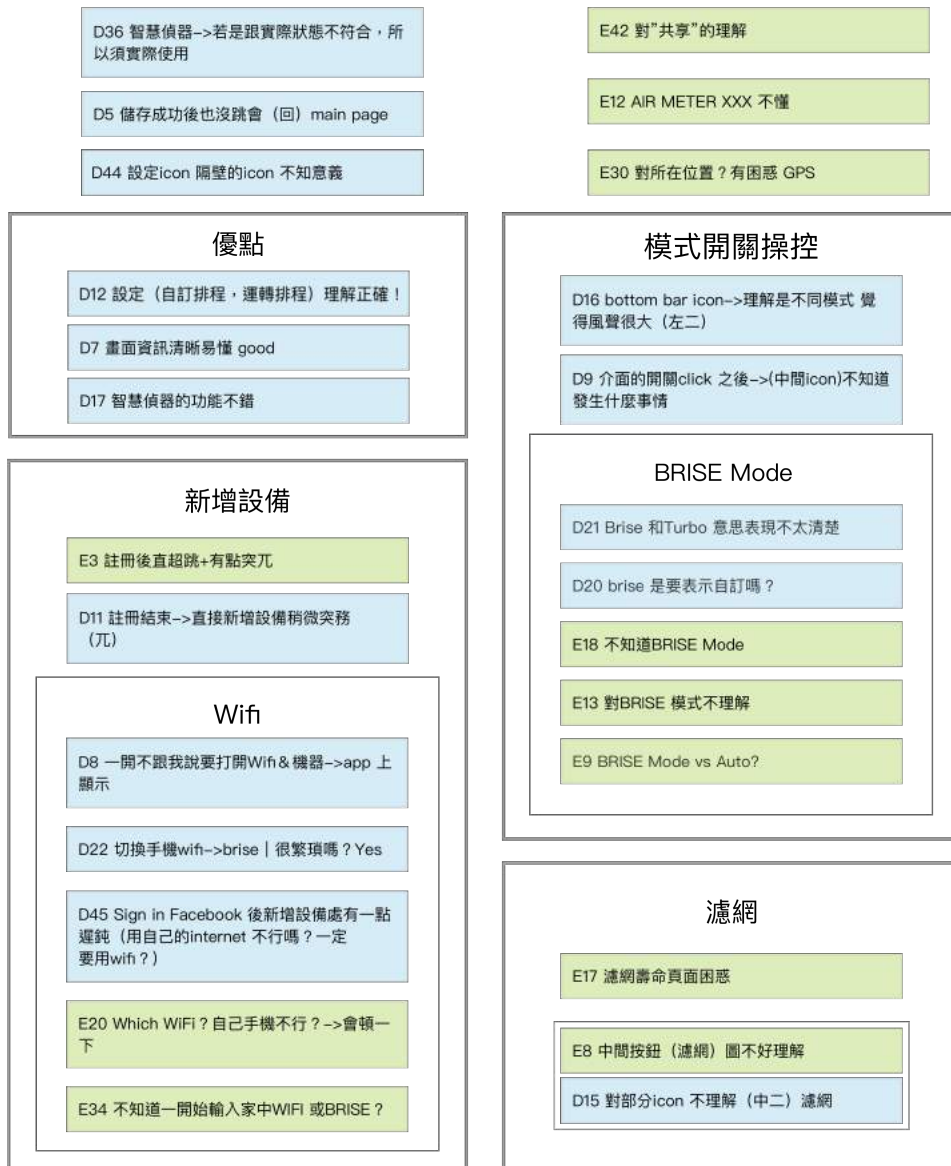 D36 智慧偵器->若是跟實際狀態不符合，所
以須實際使用
D5 儲存成功後也沒跳會（回）main page
D44 設定icon 隔壁的icon 不知意義
優點
D12 設定（自訂排程，運轉排程）理解正確！
D7 畫面資訊清晰易懂 good
D17 智慧偵器的功能不錯
新增設備
E3 註冊後直超跳+有點突兀
D11 註冊結束->直接新增設備稍微突務
（兀）
Wifi
D8 一開不跟我說要打開Wifi＆機器->app 上
顯示
D22 切換手機wifi->brise｜很繁瑣嗎？Yes
D45 Sign in Facebook 後新增設備處有一點
遲鈍（用自己的internet 不行嗎？一定
要用wifi？）
E20 Which WiFi？自己手機不行？->會頓一
下
E34 不知道一開始輸入家中WIFI 或BRISE？
E42 對”共享”的理解
E12 AIR METER XXX 不懂
E30 對所在位置？有困惑 GPS
模式開關操控
D16 bottom bar icon->理解是不同模式 覺
得風聲很大（左二）
D9 介面的開關click 之後->(中間icon)不知道
發生什麼事情
BRISE Mode
D21 Brise 和Turbo 意思表現不太清楚
D20 brise 是要表示自訂嗎？
E18 不知道BRISE Mode
E13 對BRISE 模式不理解
E9 BRISE Mode vs Auto?
濾網
E17 濾網壽命頁面困惑
E8 中間按鈕（濾網）圖不好理解
D15 對部分icon 不理解（中二）濾網